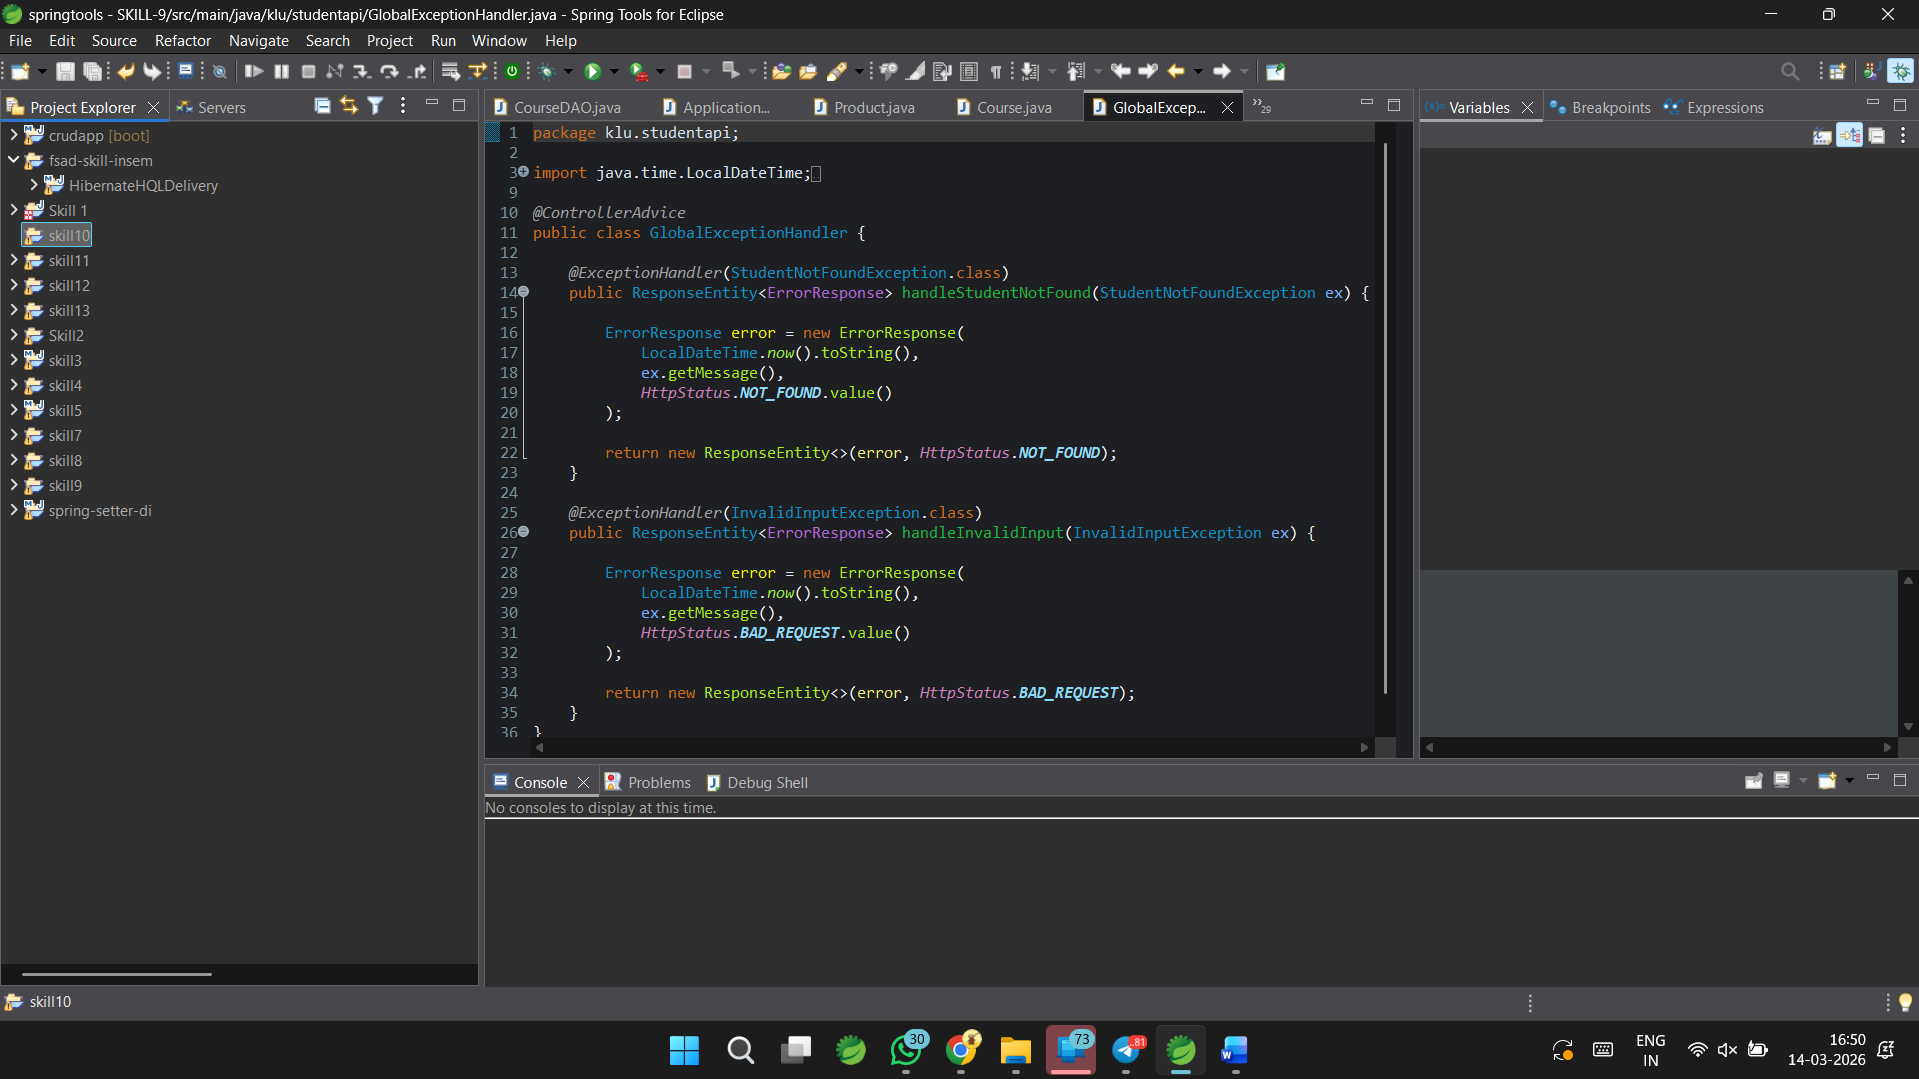 springtools - SKILL-9/src/main/java/klu/studentapi/GlobalExceptionHandler.java - Spring Tools for Eclipse
File Edit Source Refactor Navigate Search Project Run Window Help
Project Explorer Servers
crudapp [boot]
fsad-skill-insem
HibernateHQLDelivery
Skill 1
skill10
skill11
skill12
skill13
Skill2
skill3
skill4
skill5
skill7
skill8
skill9
spring-setter-di
CourseDAO.java Application... Product.java Course.java GlobalExcep... »29
1 package klu.studentapi;
2
3 import java.time.LocalDateTime;
9
10 @ControllerAdvice
11 public class GlobalExceptionHandler {
12
13 @ExceptionHandler(StudentNotFoundException.class)
14 public ResponseEntity<ErrorResponse> handleStudentNotFound(StudentNotFoundException ex) {
15
16 ErrorResponse error = new ErrorResponse(
17 LocalDateTime.now().toString(),
18 ex.getMessage(),
19 HttpStatus.NOT_FOUND.value()
20 );
21
22 return new ResponseEntity<>(error, HttpStatus.NOT_FOUND);
23 }
24
25 @ExceptionHandler(InvalidInputException.class)
26 public ResponseEntity<ErrorResponse> handleInvalidInput(InvalidInputException ex) {
27
28 ErrorResponse error = new ErrorResponse(
29 LocalDateTime.now().toString(),
30 ex.getMessage(),
31 HttpStatus.BAD_REQUEST.value()
32 );
33
34 return new ResponseEntity<>(error, HttpStatus.BAD_REQUEST);
35 }
36 }
(x)= Variables Breakpoints Expressions
Console Problems Debug Shell
No consoles to display at this time.
skill10
30
73
81
ENG
IN
16:50
14-03-2026